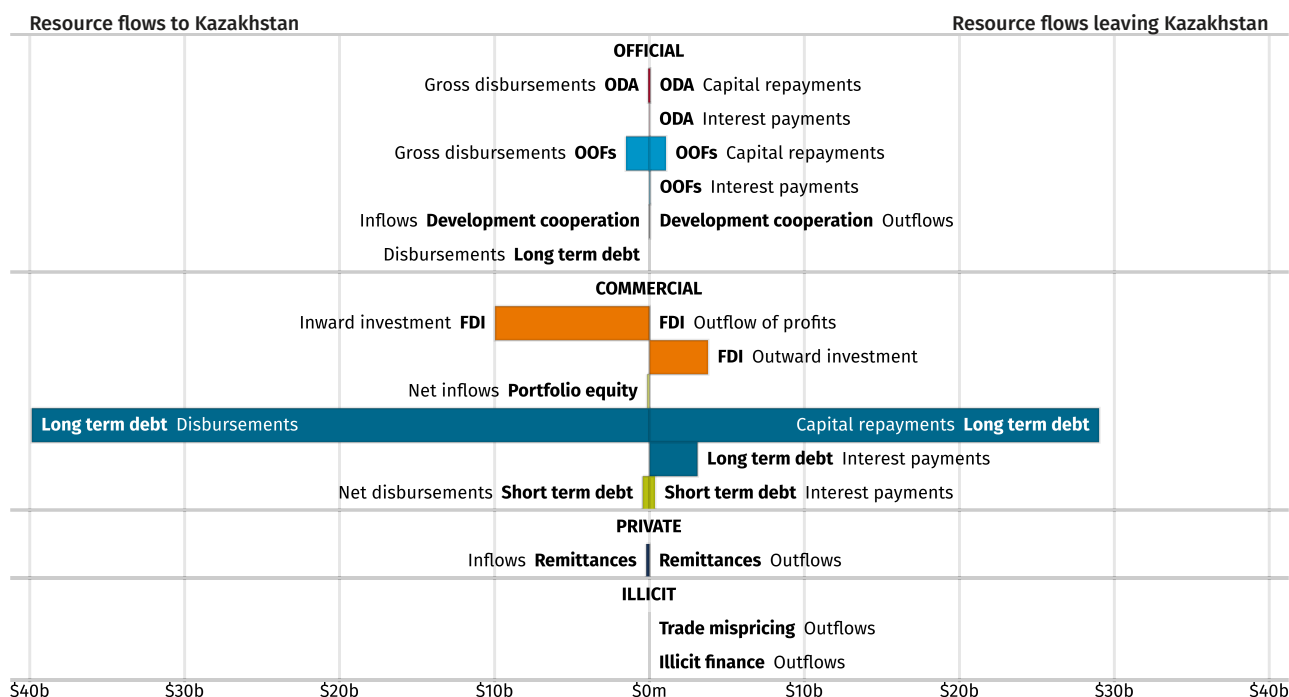 Resource flows to Kazakhstan Resource flows leaving Kazakhstan
OFFICIAL
Gross disbursements ODA ODA Capital repayments
ODA Interest payments
Gross disbursements OOFs OOFs Capital repayments
OOFs Interest payments
Inflows Development cooperation Development cooperation Outflows
Disbursements Long term debt
COMMERCIAL
Inward investment FDI FDI Outflow of profits
FDI Outward investment
Net inflows Portfolio equity
Long term debt Disbursements Capital repayments Long term debt
Long term debt Interest payments
Net disbursements Short term debt Short term debt Interest payments
PRIVATE
Inflows Remittances Remittances Outflows
ILLICIT
Trade mispricing Outflows
Illicit finance Outflows
$40b $30b $20b $10b $0m $10b $20b $30b $40b